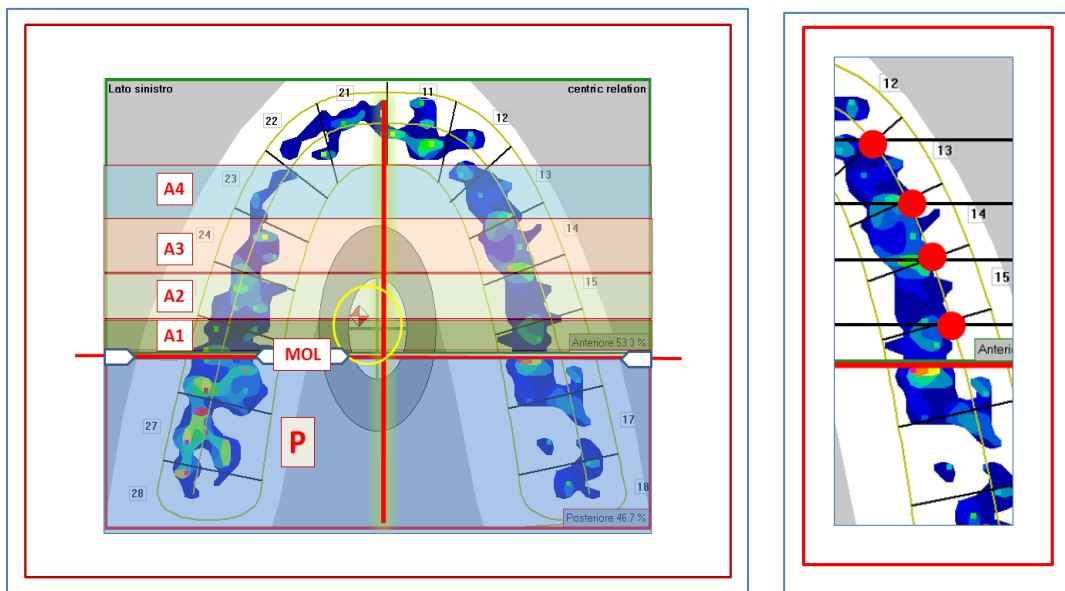 Lato sinistro
centric relation
21
11
22
12
A4
23
13
A3
24
14
A2
15
A1
Anteriore 53.3 %
MOL
27
P
17
28
18
Posteriore 46.7 %
12
13
14
15
Anteri